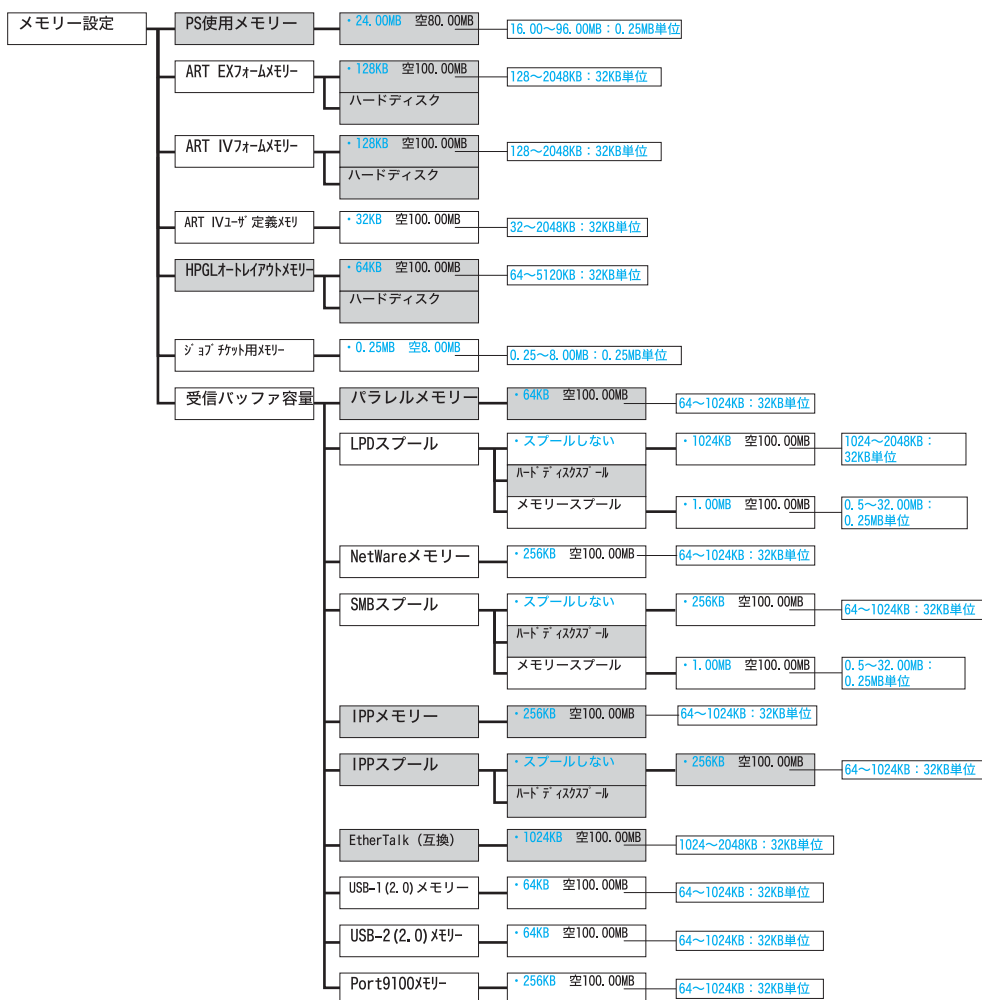 メモリー設定
PS使用メモリー
・24.00MB 空80.00MB
16.00～96.00MB：0.25MB単位
ART EXフォームメモリー
・128KB 空100.00MB
128～2048KB：32KB単位
ハードディスク
ART IVフォームメモリー
・128KB 空100.00MB
128～2048KB：32KB単位
ハードディスク
ART IVユーザ定義メモリ
・32KB 空100.00MB
32～2048KB：32KB単位
HPGLオートレイアウトメモリー
・64KB 空100.00MB
64～5120KB：32KB単位
ハードディスク
ジョブチケット用メモリー
・0.25MB 空8.00MB
0.25～8.00MB：0.25MB単位
受信バッファ容量
パラレルメモリー
・64KB 空100.00MB
64～1024KB：32KB単位
LPDスプール
・スプールしない
・1024KB 空100.00MB
1024～2048KB：
32KB単位
ハードディスクスプール
メモリースプール
・1.00MB 空100.00MB
0.5～32.00MB：
0.25MB単位
NetWareメモリー
・256KB 空100.00MB
64～1024KB：32KB単位
SMBスプール
・スプールしない
・256KB 空100.00MB
64～1024KB：32KB単位
ハードディスクスプール
メモリースプール
・1.00MB 空100.00MB
0.5～32.00MB：
0.25MB単位
IPPメモリー
・256KB 空100.00MB
64～1024KB：32KB単位
IPPスプール
・スプールしない
・256KB 空100.00MB
64～1024KB：32KB単位
ハードディスクスプール
EtherTalk（互換）
・1024KB 空100.00MB
1024～2048KB：32KB単位
USB-1(2.0)メモリー
・64KB 空100.00MB
64～1024KB：32KB単位
USB-2(2.0)メモリー
・64KB 空100.00MB
64～1024KB：32KB単位
Port9100メモリー
・256KB 空100.00MB
64～1024KB：32KB単位